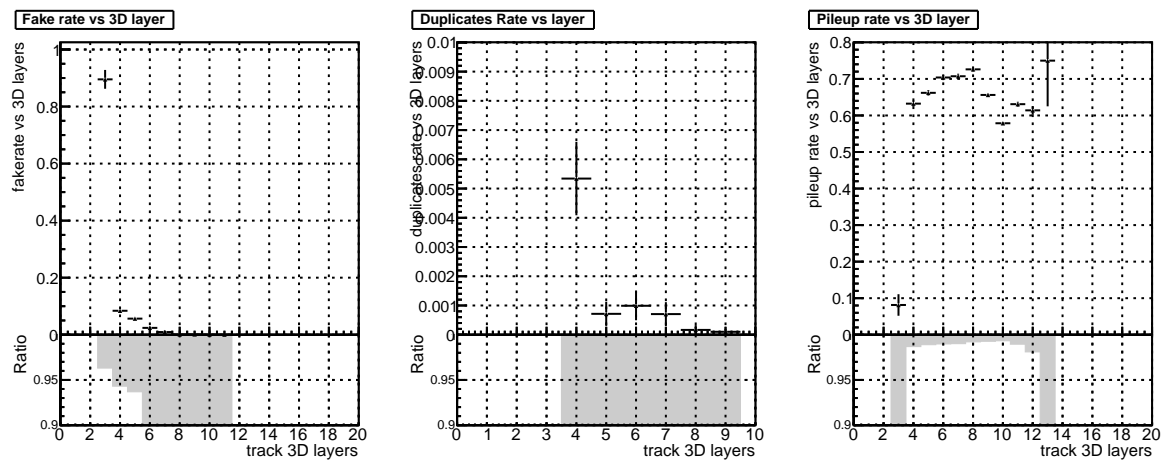 Fake rate vs 3D layer
fakerate vs 3D layers
1
0.8
0.6
0.4
0.2
0
Ratio
0.95
0.9
0 2 4 6 8 10 12 14 16 18 20
track 3D layers
Duplicates Rate vs layer
duplicates rate vs 3D layers
0.01
0.009
0.008
0.007
0.006
0.005
0.004
0.003
0.002
0.001
0
Ratio
0.95
0.9
0 1 2 3 4 5 6 7 8 9 10
track 3D layers
Pileup rate vs 3D layer
pileup rate vs 3D layers
0.8
0.7
0.6
0.5
0.4
0.3
0.2
0.1
0
Ratio
0.95
0.9
0 2 4 6 8 10 12 14 16 18 20
track 3D layers